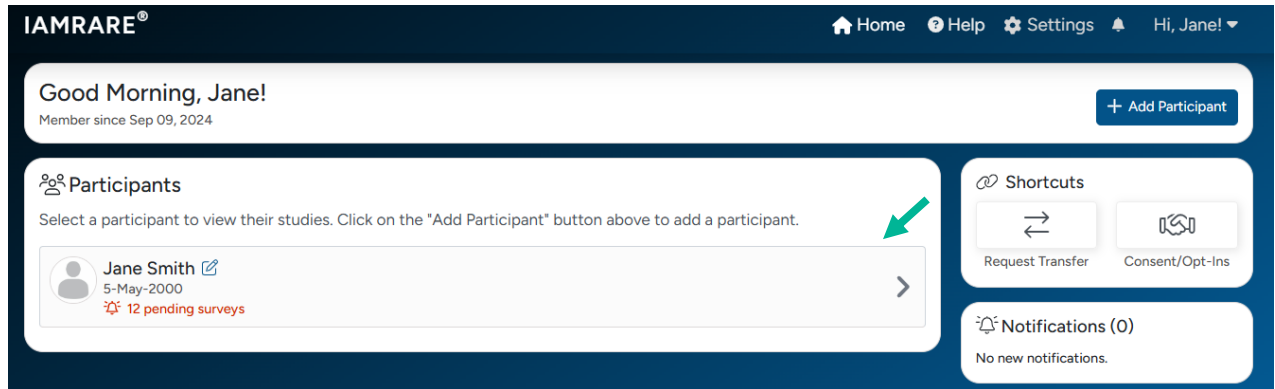 IAMRARE®
Home Help Settings Hi, Jane!
Good Morning, Jane!
Member since Sep 09, 2024
+ Add Participant
Participants
Select a participant to view their studies. Click on the "Add Participant" button above to add a participant.
Jane Smith
5-May-2000
12 pending surveys
Shortcuts
Request Transfer
Consent/Opt-Ins
Notifications (0)
No new notifications.